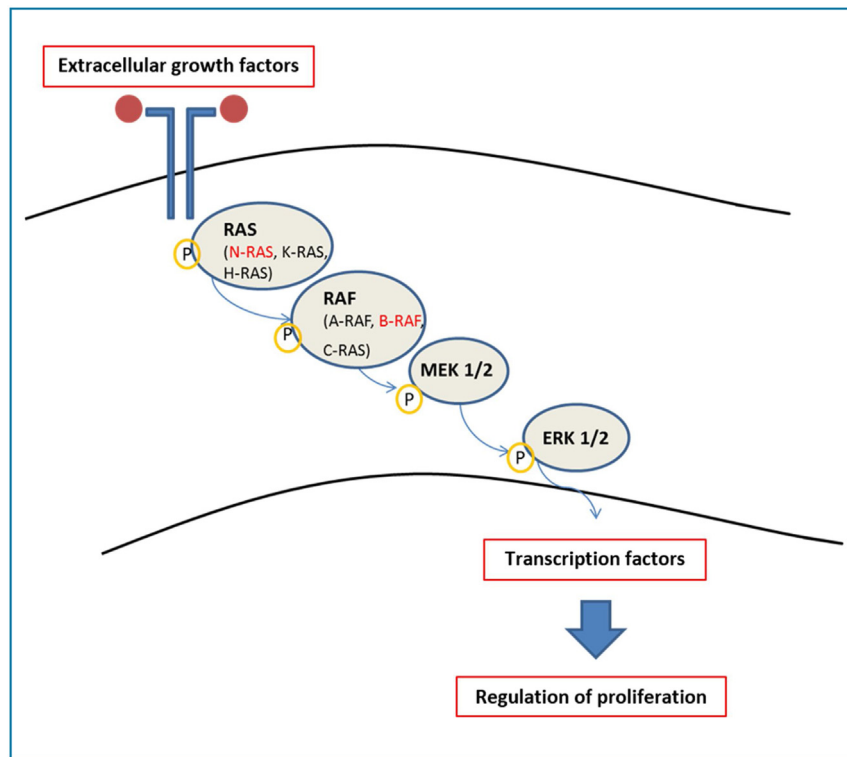 Extracellular growth factors
RAS
(N-RAS, K-RAS,
H-RAS)
P
RAF
(A-RAF, B-RAF,
C-RAS)
P
MEK 1/2
P
ERK 1/2
P
Transcription factors
Regulation of proliferation